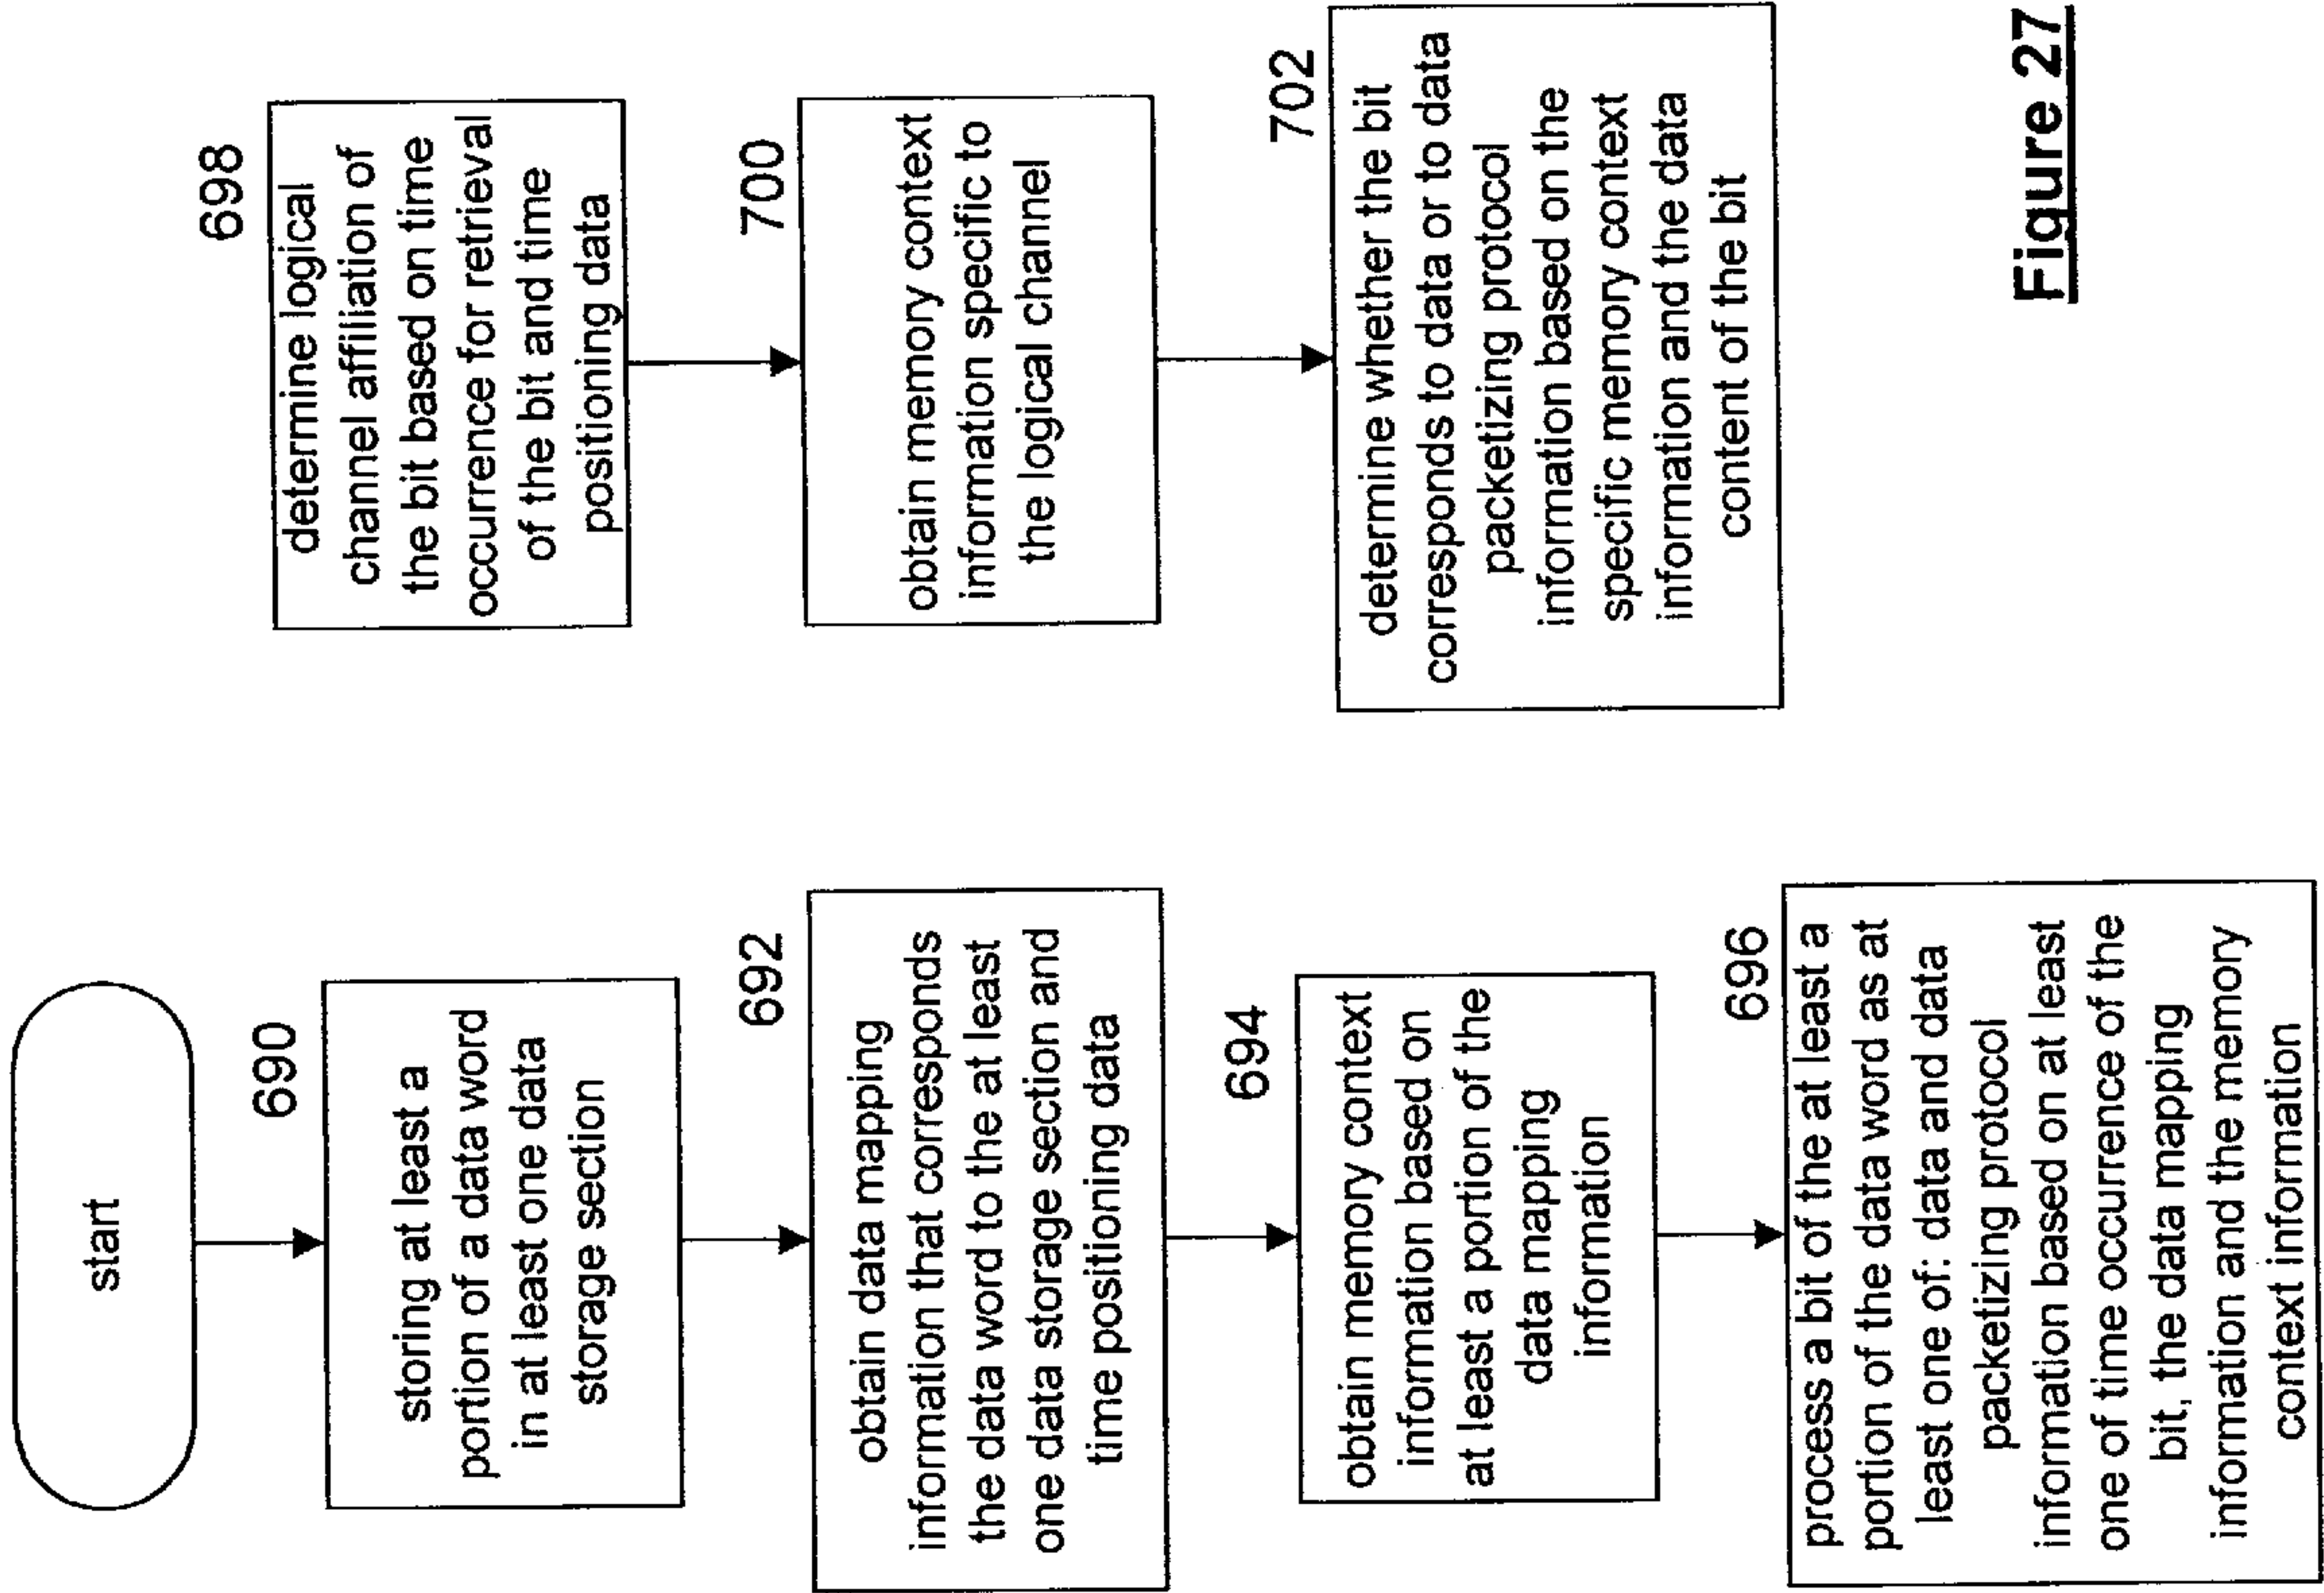 start
690
storing at least a
portion of a data word
in at least one data
storage section
692
obtain data mapping
information that corresponds
the data word to the at least
one data storage section and
time positioning data
694
obtain memory context
information based on
at least a portion of the
data mapping
information
696
process a bit of the at least a
portion of the data word as at
least one of: data and data
packetizing protocol
information based on at least
one of time occurrence of the
bit, the data mapping
information and the memory
context information
698
determine logical
channel affiliation of
the bit based on time
occurrence for retrieval
of the bit and time
positioning data
700
obtain memory context
information specific to
the logical channel
702
determine whether the bit
corresponds to data or to data
packetizing protocol
information based on the
specific memory context
information and the data
content of the bit
Figure 27